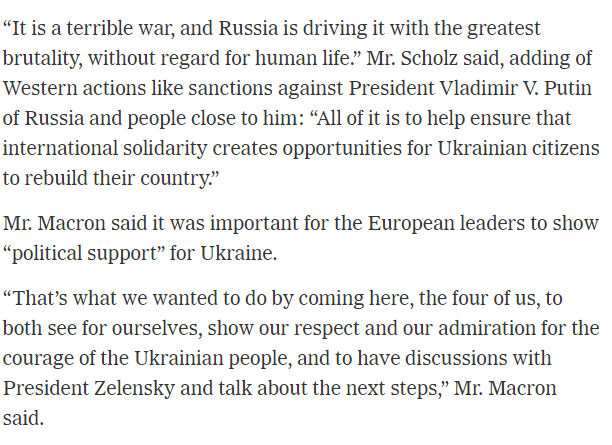 “It is a terrible war, and Russia is driving it with the greatest
brutality, without regard for human life.” Mr. Scholz said, adding of
Western actions like sanctions against President Vladimir V. Putin
of Russia and people close to him: “All of it is to help ensure that
international solidarity creates opportunities for Ukrainian citizens
to rebuild their country.”
Mr. Macron said it was important for the European leaders to show
“political support” for Ukraine.
“That’s what we wanted to do by coming here, the four of us, to
both see for ourselves, show our respect and our admiration for the
courage of the Ukrainian people, and to have discussions with
President Zelensky and talk about the next steps,” Mr. Macron
said.